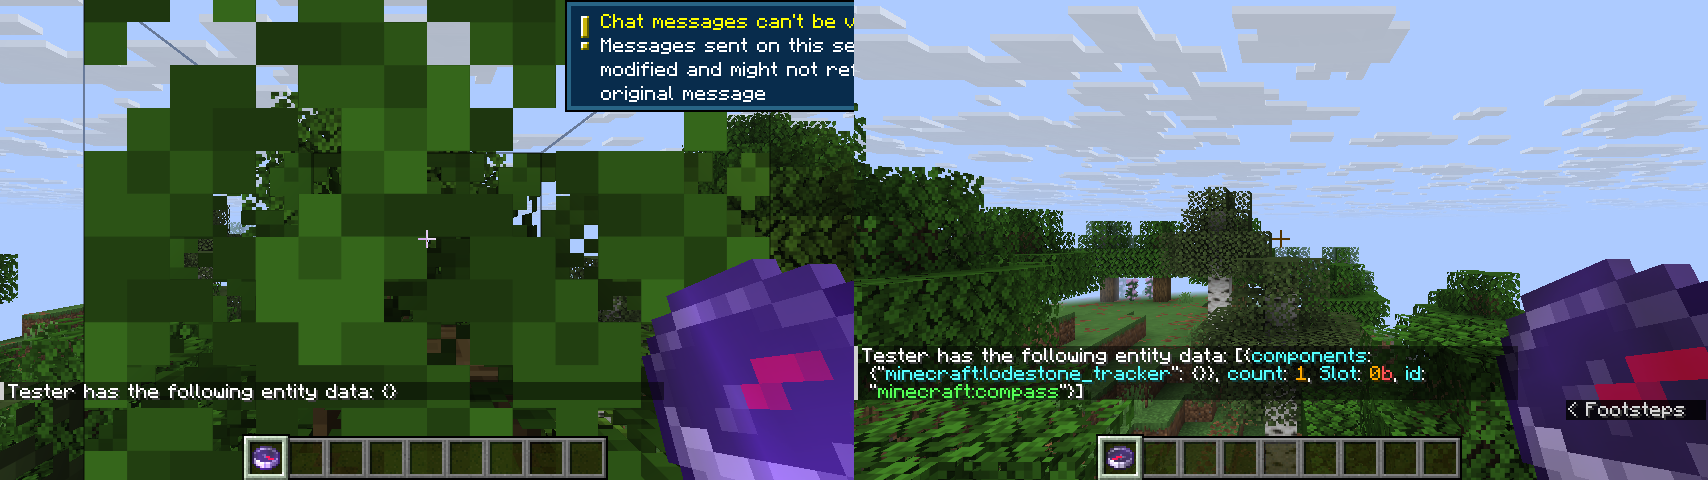 Chat messages can't be v
Messages sent on this se
modified and might not ref
original message
Tester has the following entity data: {}
Tester has the following entity data: [{components:
{"minecraft:lodestone_tracker": {}}, count: 1, Slot: 0b, id:
"minecraft:compass"}]
< Footsteps